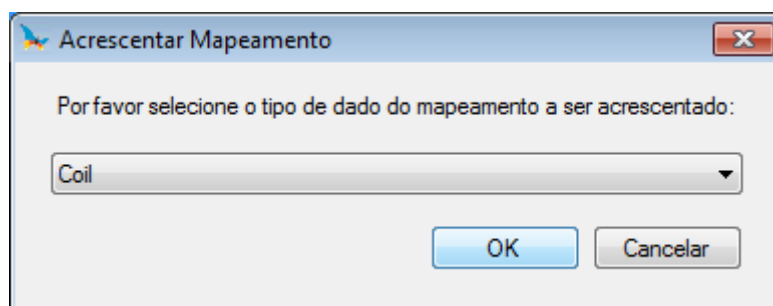 Acrescentar Mapeamento
Por favor selecione o tipo de dado do mapeamento a ser acrescentado:
Coil
OK Cancelar